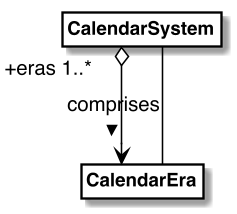 CalendarSystem
+eras 1..*
comprises
CalendarEra